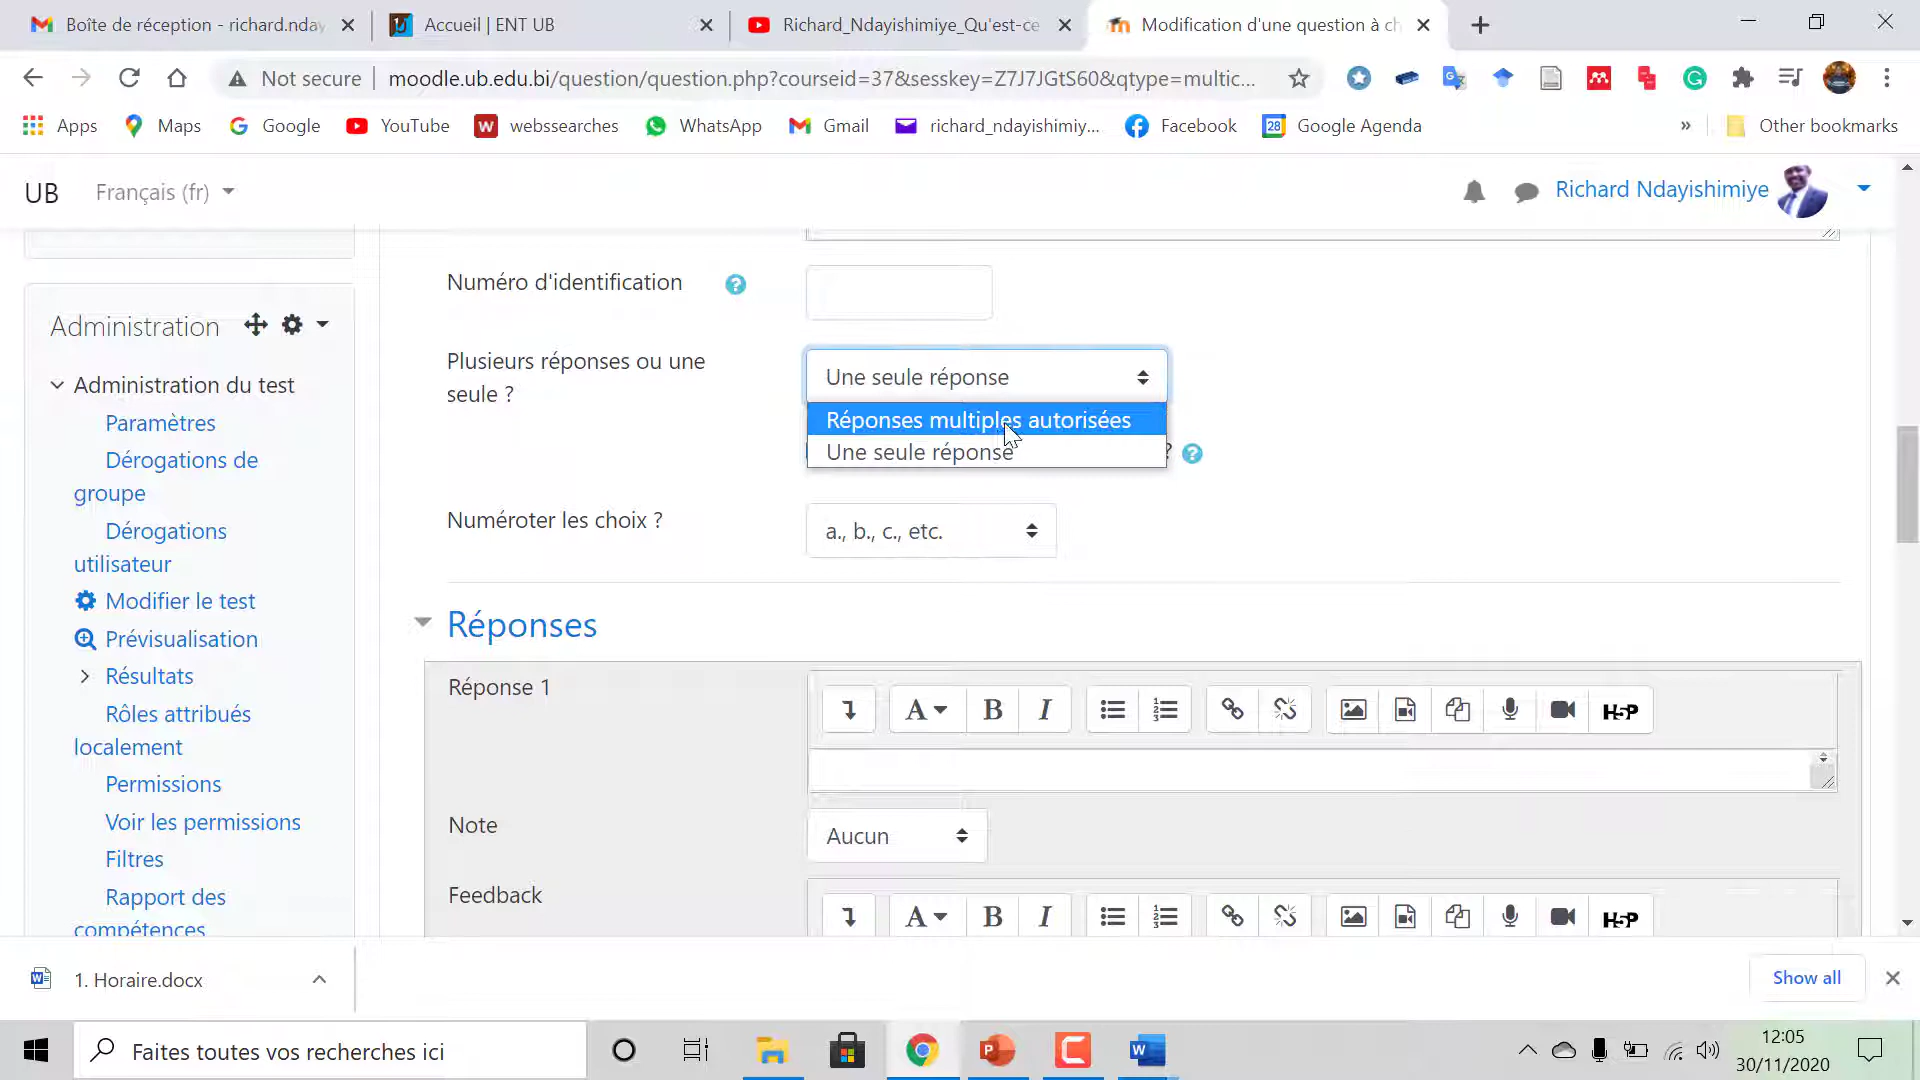 Boîte de réception - richard.nday
Accueil | ENT UB
Richard_Ndayishimiye_Qu'est-ce
Modification d'une question à ch
Not secure
moodle.ub.edu.bi/question/question.php?courseid=37&sesskey=Z7J7JGtS60&qtype=multic...
Apps
Maps
Google
YouTube
webssearches
WhatsApp
Gmail
richard_ndayishimiy...
Facebook
28
Google Agenda
»
Other bookmarks
UB
Français (fr)
Richard Ndayishimiye
Administration
Administration du test
Paramètres
Dérogations de
groupe
Dérogations
utilisateur
Modifier le test
Prévisualisation
Résultats
Rôles attribués
localement
Permissions
Voir les permissions
Filtres
Rapport des
compétences
Numéro d'identification
Plusieurs réponses ou une
seule ?
Une seule réponse
Réponses multiples autorisées
Une seule réponse
?
Numéroter les choix ?
a., b., c., etc.
Réponses
Réponse 1
A B I
H5P
Note
Aucun
Feedback
A B I
H5P
1. Horaire.docx
Show all
Faites toutes vos recherches ici
12:05
30/11/2020